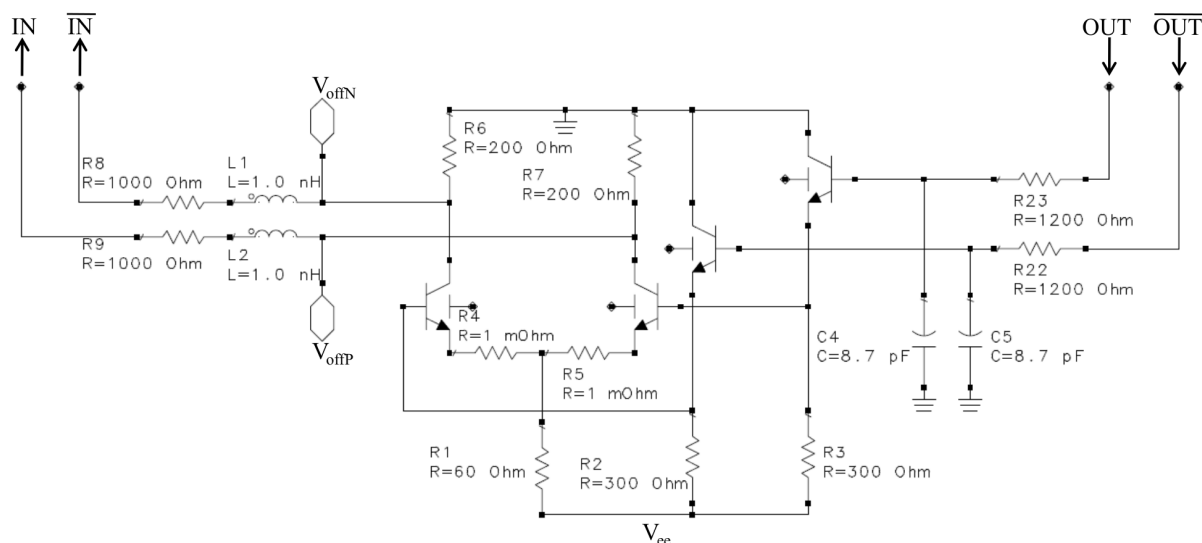 IN
IN
OUT
OUT
VoffN
R6
R=200 Ohm
R8
R=1000 Ohm
L1
L=1.0 nH
R7
R=200 Ohm
R23
R=1200 Ohm
R9
R=1000 Ohm
L2
L=1.0 nH
R22
R=1200 Ohm
R4
R=1 mOhm
VoffP
C4
C=8.7 pF
C5
C=8.7 pF
R5
R=1 mOhm
R1
R=60 Ohm
R2
R=300 Ohm
R3
R=300 Ohm
Vee